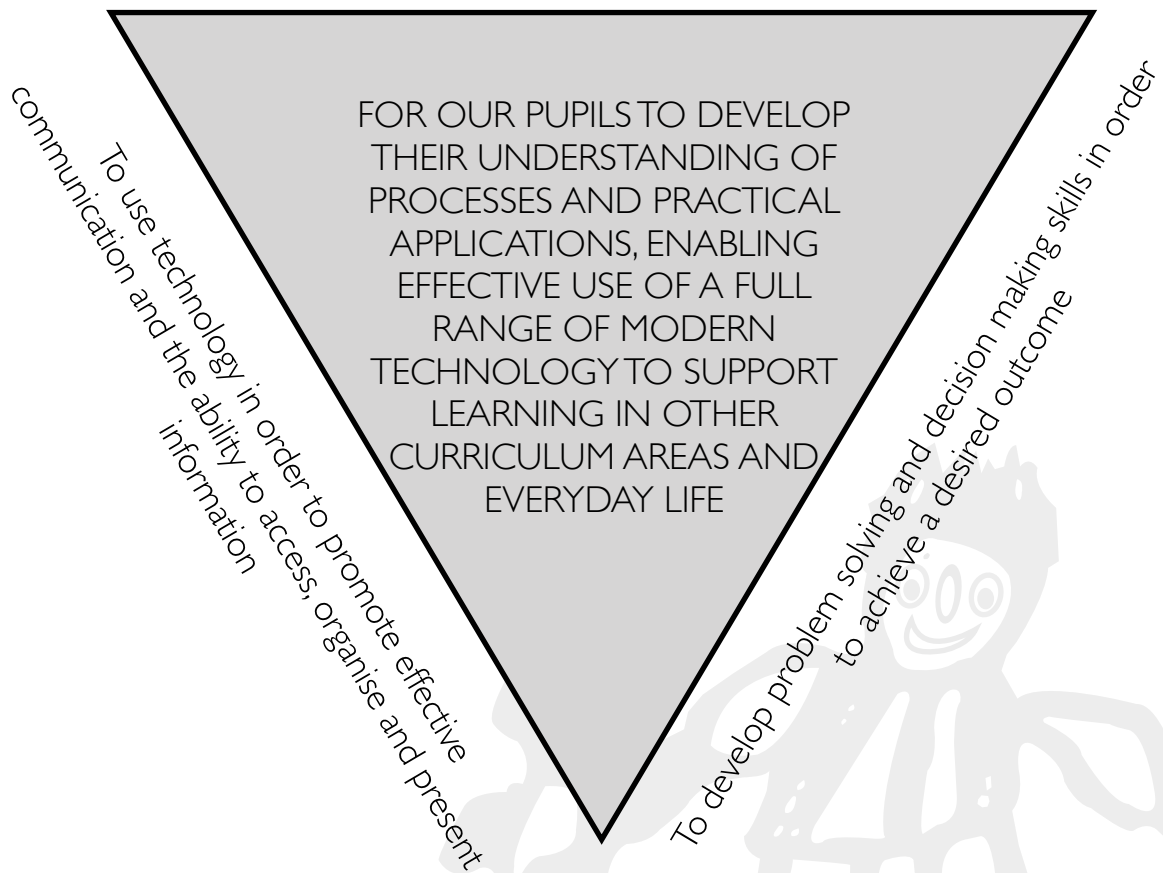 FOR OUR PUPILS TO DEVELOP
THEIR UNDERSTANDING OF
PROCESSES AND PRACTICAL
APPLICATIONS, ENABLING
EFFECTIVE USE OF A FULL
RANGE OF MODERN
TECHNOLOGY TO SUPPORT
LEARNING IN OTHER
CURRICULUM AREAS AND
EVERYDAY LIFE
To use technology in order to promote effective
communication and the ability to access, organise and present
information
To develop problem solving and decision making skills in order
to achieve a desired outcome